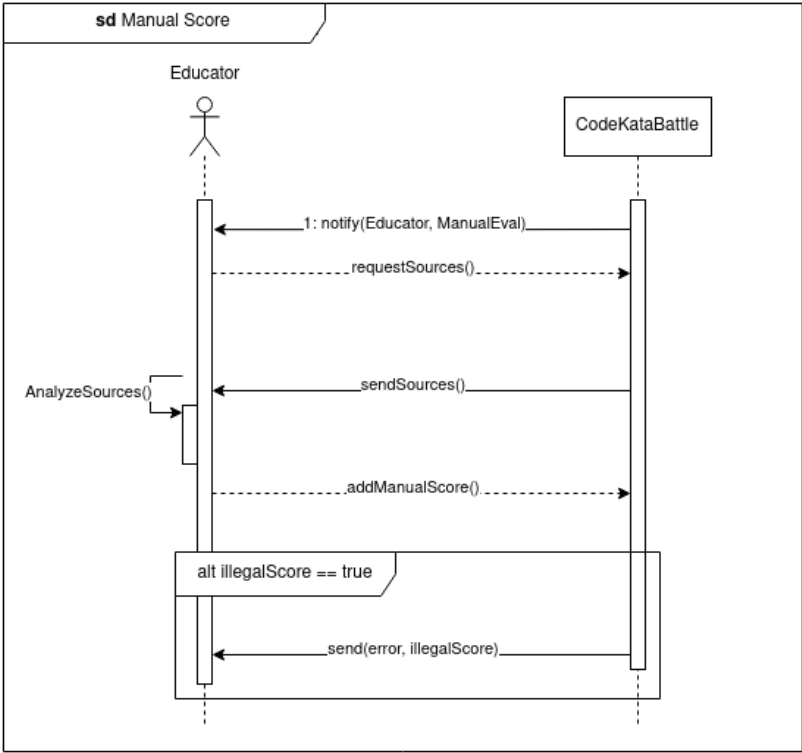 sd Manual Score
Educator
CodeKataBattle
1: notify(Educator, ManualEval)
requestSources()
AnalyzeSources()
sendSources()
addManualScore()
alt illegalScore == true
send(error, illegalScore)